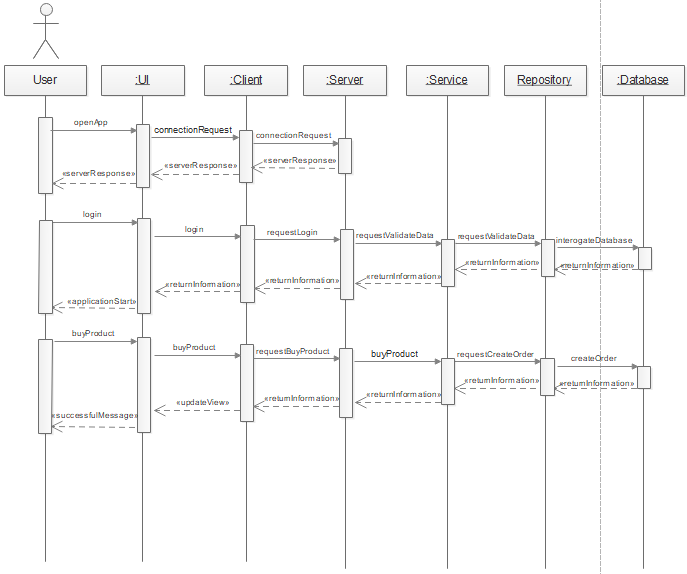 User :UI :Client :Server :Service Repository :Database
openApp
connectionRequest
connectionRequest
«serverResponse»
«serverResponse»
«serverResponse»
login
login
requestLogin
requestValidateData
requestValidateData
interogateDatabase
«returnInformation»
«returnInformation»
«returnInformation»
«returnInformation»
«returnInformation»
«applicationStart»
buyProduct
buyProduct
requestBuyProduct
buyProduct
requestCreateOrder
createOrder
«returnInformation»
«returnInformation»
«returnInformation»
«returnInformation»
«updateView»
«successfulMessage»